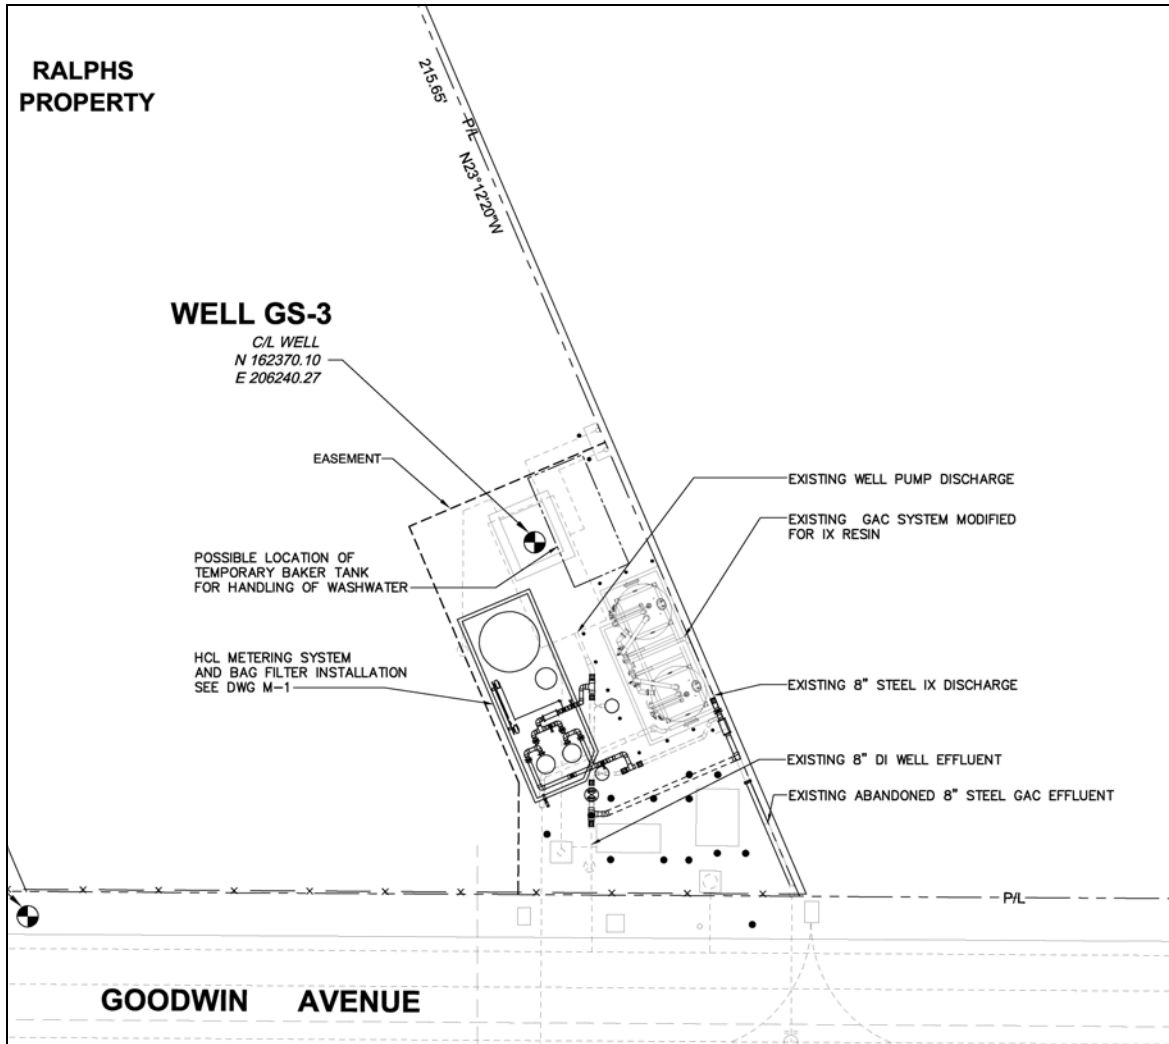 RALPHS
PROPERTY
215.65'
P/L
N23°12'20"W
WELL GS-3
C/L WELL
N 162370.10
E 206240.27
EASEMENT
EXISTING WELL PUMP DISCHARGE
EXISTING GAC SYSTEM MODIFIED
FOR IX RESIN
POSSIBLE LOCATION OF
TEMPORARY BAKER TANK
FOR HANDLING OF WASHWATER
HCL METERING SYSTEM
AND BAG FILTER INSTALLATION
SEE DWG M-1
EXISTING 8" STEEL IX DISCHARGE
EXISTING 8" DI WELL EFFLUENT
EXISTING ABANDONED 8" STEEL GAC EFFLUENT
P/L
GOODWIN AVENUE